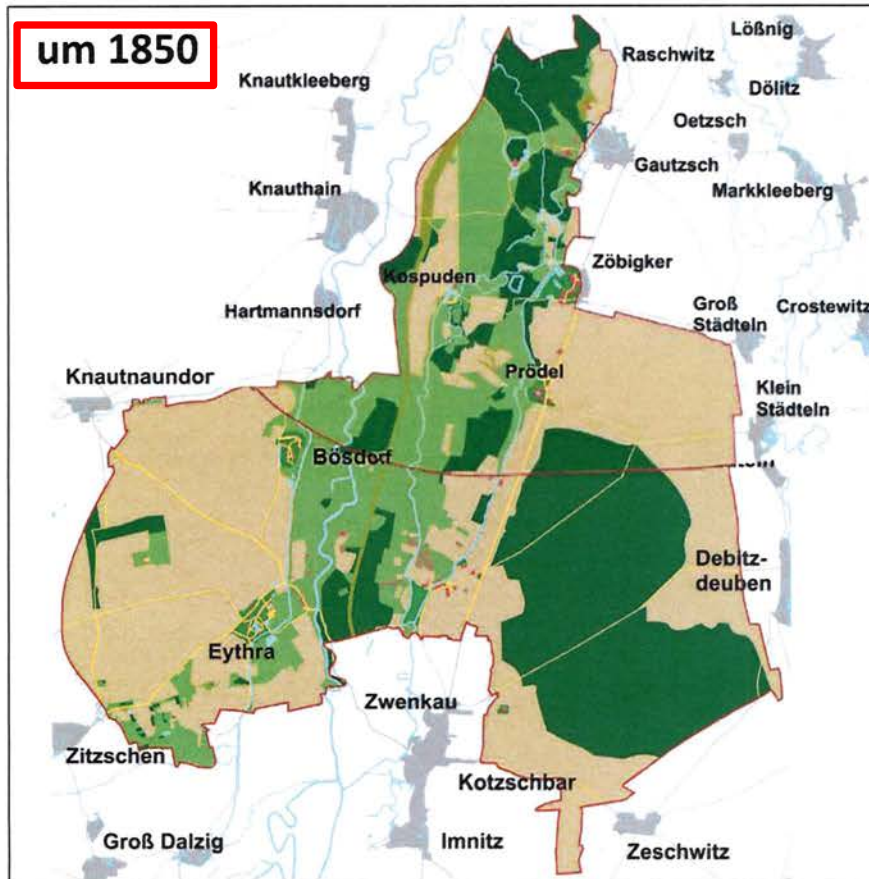 um 1850
Lößnig
Raschwitz
Knautkleeberg
Dölitz
Oetzsch
Gautzsch
Knauthain
Markkleeberg
Zöbigker
Kospuden
Hartmannsdorf
Groß
Städteln
Crostewitz
Knautnaundor
Prödel
Klein
Städteln
Bösdorf
Debitz-
deuben
Eythra
Zwenkau
Zitzschen
Kotzschbar
Groß Dalzig
Imnitz
Zeschwitz